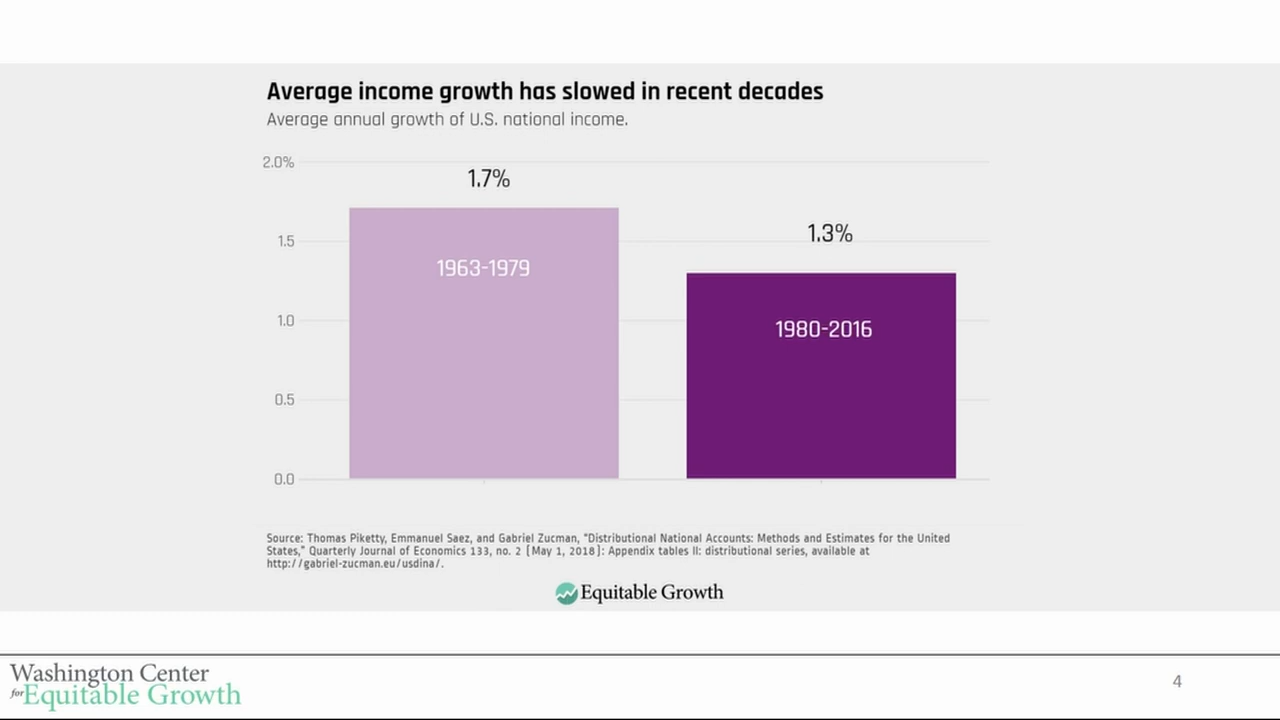 Average income growth has slowed in recent decades
Average annual growth of U.S. national income.
2.0%
1.7%
1.5
1.3%
1963-1979
1.0
1980-2016
0.5
0.0
Source: Thomas Piketty, Emmanuel Saez, and Gabriel Zucman, "Distributional National Accounts: Methods and Estimates for the United
States," Quarterly Journal of Economics 133, no. 2 (May 1, 2018): Appendix tables II: distributional series, available at
http://gabriel-zucman.eu/usdina/.
Equitable Growth
Washington Center
for Equitable Growth
4